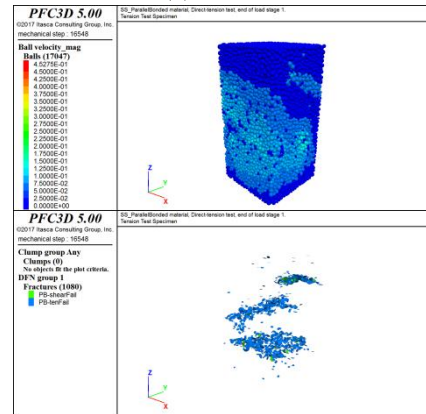 PFC3D 5.00
©2017 Itasca Consulting Group, Inc.
mechanical step : 16548
Ball velocity_mag
Balls (17047)
4.5275E-01
4.5000E-01
4.2500E-01
4.0000E-01
3.7500E-01
3.5000E-01
3.2500E-01
3.0000E-01
2.7500E-01
2.5000E-01
2.2500E-01
2.0000E-01
1.7500E-01
1.5000E-01
1.2500E-01
1.0000E-01
7.5000E-02
5.0000E-02
2.5000E-02
0.0000E+00
SS_ParallelBonded material, Direct-tension test, end of load stage 1.
Tension Test Specimen
Z
Y
X
PFC3D 5.00
©2017 Itasca Consulting Group, Inc.
mechanical step : 16548
Clump group Any
Clumps (0)
No objects fit the plot criteria.
DFN group 1
Fractures (1080)
PB-shearFail
PB-tenFail
SS_ParallelBonded material, Direct-tension test, end of load stage 1.
Tension Test Specimen
Z
Y
X